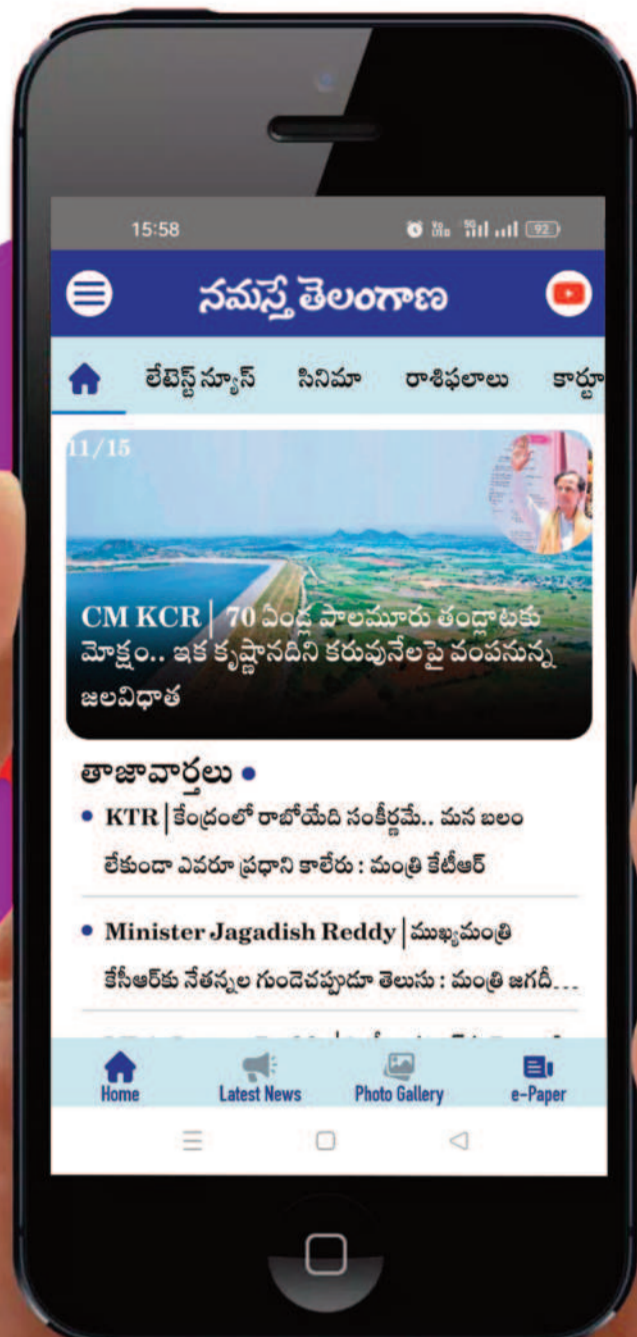 15:58
5G
92
నమస్తే తెలంగాణ
లేటెస్ట్ న్యూస్ సినిమా రాశిఫలాలు కార్టూ
11/15
CM KCR | 70 ఏండ్ల పాలమూరు తండ్లాటకు
మోక్షం.. ఇక కృష్ణానదిని కరువునేలపై వంపనున్న
జలవిధాత
తాజావార్తలు
KTR | కేంద్రంలో రాబోయేది సంకీర్ణమే.. మన బలం
లేకుండా ఎవరూ ప్రధాని కాలేరు : మంత్రి కేటీఆర్
Minister Jagadish Reddy | ముఖ్యమంత్రి
కేసీఆర్‌కు నేతన్నల గుండెచప్పుడూ తెలుసు : మంత్రి జగదీ...
Home Latest News Photo Gallery e-Paper